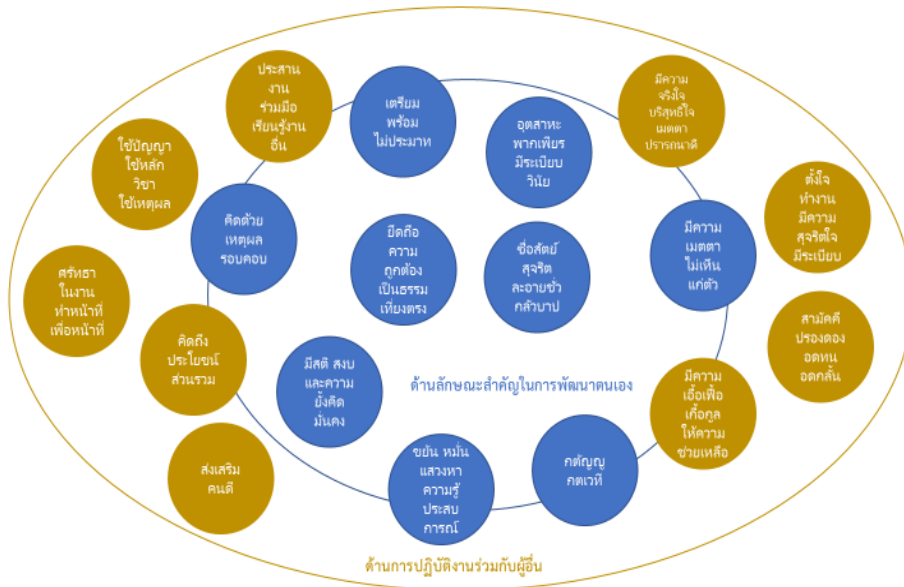 ประสาน
งาน
ร่วมมือ
เรียนรู้งาน
อื่น
เตรียม
พร้อม
ไม่ประมาท
อุตสาหะ
พากเพียร
มีระเบียบ
วินัย
มีความ
จริงใจ
บริสุทธิ์ใจ
เมตตา
ปรารถนาดี
ใช้ปัญญา
ใช้หลัก
วิชา
ใช้เหตุผล
ตั้งใจ
ทำงาน
มีความ
สุจริตใจ
มีระเบียบ
คิดด้วย
เหตุผล
รอบคอบ
ยึดถือ
ความ
ถูกต้อง
เป็นธรรม
เที่ยงตรง
ซื่อสัตย์
สุจริต
ละอายชั่ว
กลัวบาป
มีความ
เมตตา
ไม่เห็น
แก่ตัว
ศรัทธา
ในงาน
ทำหน้าที่
เพื่อหน้าที่
คิดถึง
ประโยชน์
ส่วนรวม
สามัคคี
ปรองดอง
อดทน
อดกลั้น
มีสติ สงบ
และความ
ยั้งคิด
มั่นคง
ด้านลักษณะสำคัญในการพัฒนาตนเอง
มีความ
เอื้อเฟื้อ
เกื้อกูล
ให้ความ
ช่วยเหลือ
ส่งเสริม
คนดี
ขยัน หมั่น
แสวงหา
ความรู้
ประสบ
การณ์
กตัญญู
กตเวที
ด้านการปฏิบัติงานร่วมกับผู้อื่น